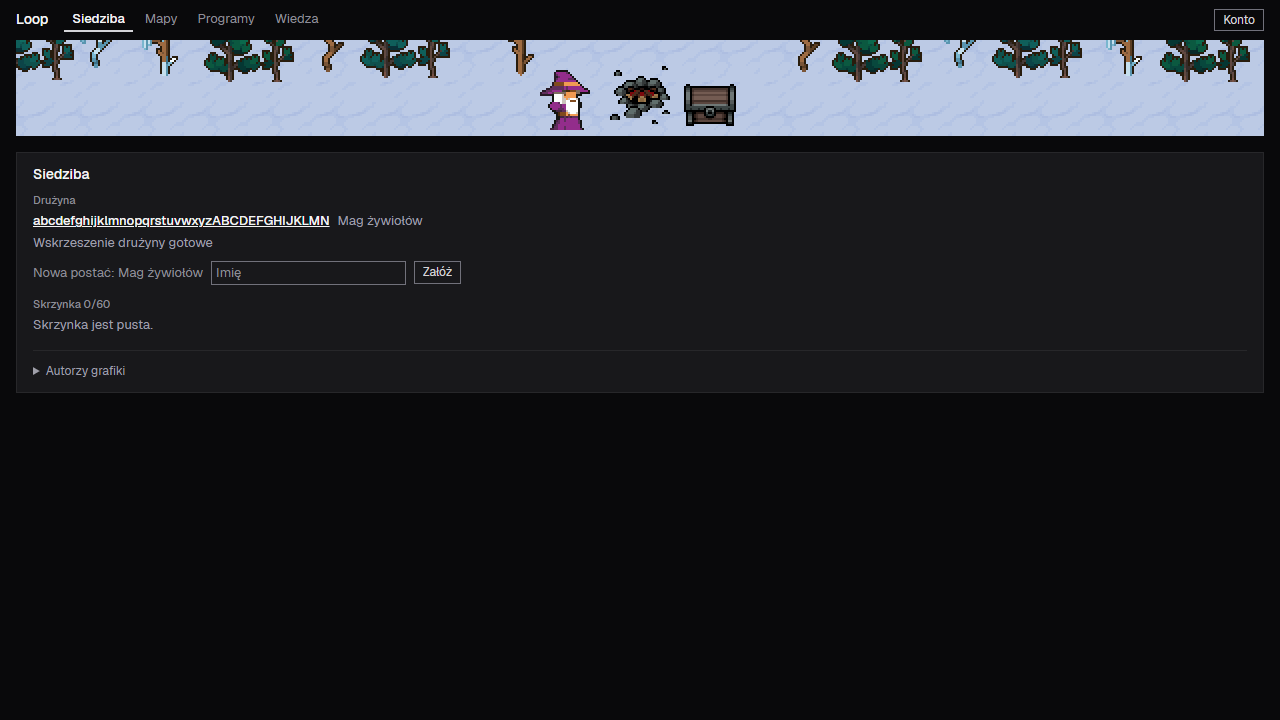 Loop Siedziba Mapy Programy Wiedza Konto
Siedziba
Drużyna
abcdefghijklmnopqrstuvwxyzABCDEFGHIJKLMN Mag żywiołów
Wskrzeszenie drużyny gotowe
Nowa postać: Mag żywiołów Imię Załóż
Skrzynka 0/60
Skrzynka jest pusta.
Autorzy grafiki